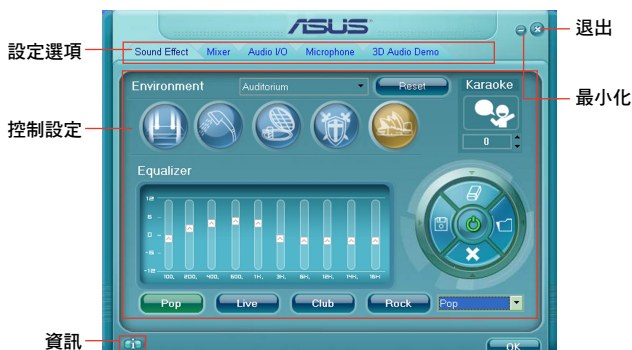 ASUS
退出
設定選項
Sound Effect Mixer Audio I/O Microphone 3D Audio Demo
最小化
Environment Auditorium Reset Karaoke
控制設定
0
Equalizer
12
6
0
-6
-12
100, 200, 400, 600, 1K, 3K, 6K, 12K, 14K, 16K
Pop Live Club Rock Pop
資訊
i
OK